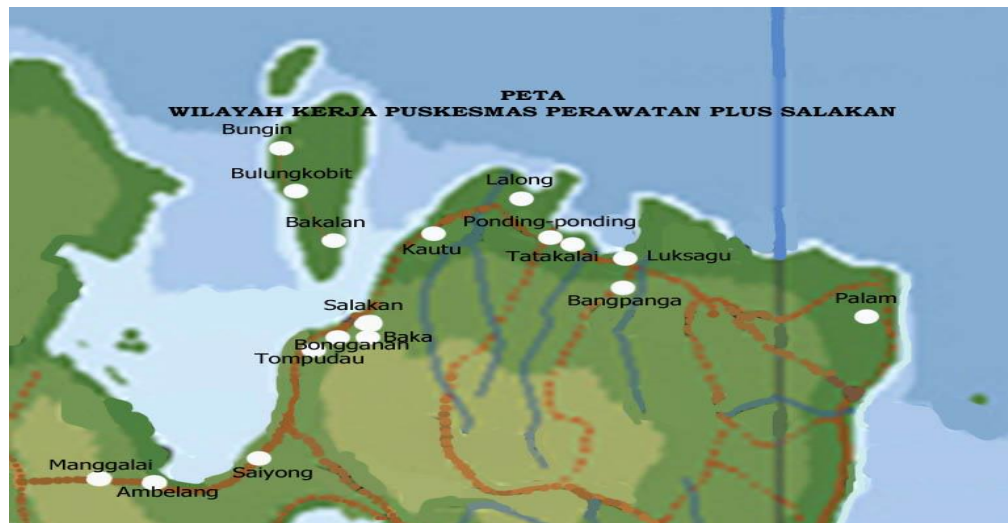 PETA
WILAYAH KERJA PUSKESMAS PERAWATAN PLUS SALAKAN
Bungin
Bulungkobit
Lalong
Bakalan
Ponding-ponding
Kautu
Tatakalai
Luksagu
Bangpanga
Palam
Salakan
Baka
Bongganan
Tompudau
Manggalai
Saiyong
Ambelang